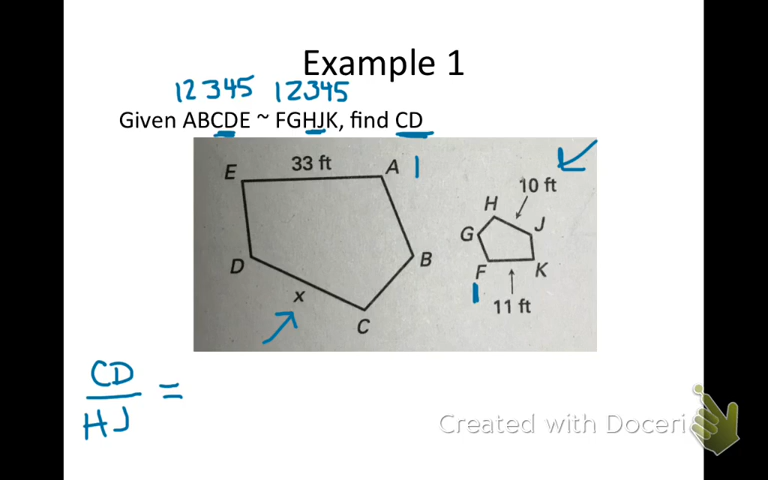 Example 1
12345 12345
Given ABCDE ~ FGHJK, find CD
E 33 ft A 1
10 ft
H
J
G
D B
F K
x
1
11 ft
C
CD
HJ
=
Created with Doceri